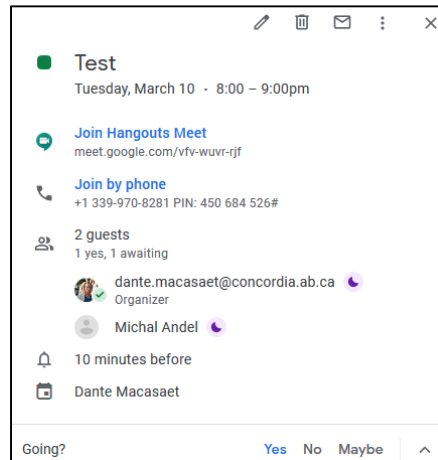 Test
Tuesday, March 10 · 8:00 – 9:00pm
Join Hangouts Meet
meet.google.com/vfv-wuvr-rjf
Join by phone
+1 339-970-8281 PIN: 450 684 526#
2 guests
1 yes, 1 awaiting
dante.macasaet@concordia.ab.ca
Organizer
Michal Andel
10 minutes before
Dante Macasaet
Going? Yes No Maybe